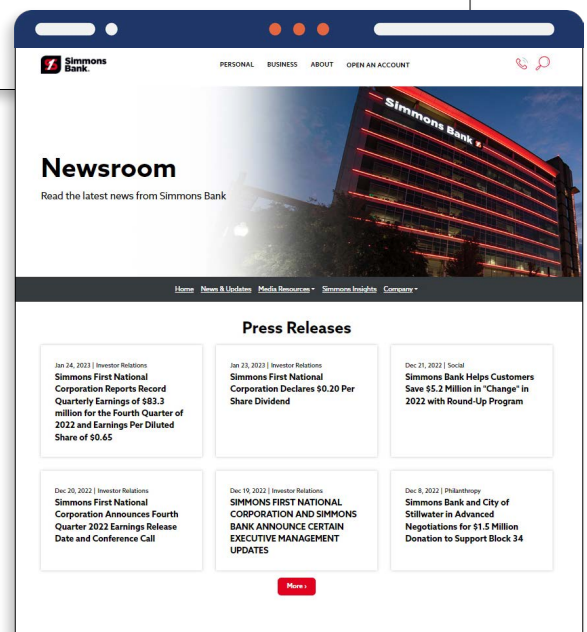 Simmons
Bank.
PERSONAL BUSINESS ABOUT OPEN AN ACCOUNT
Simmons Bank
Newsroom
Read the latest news from Simmons Bank
Home News & Updates Media Resources Simmons Insights Company
Press Releases
Jan 24, 2023 | Investor Relations
Simmons First National
Corporation Reports Record
Quarterly Earnings of $83.3
million for the Fourth Quarter of
2022 and Earnings Per Diluted
Share of $0.65
Jan 23, 2023 | Investor Relations
Simmons First National
Corporation Declares $0.20 Per
Share Dividend
Dec 21, 2022 | Social
Simmons Bank Helps Customers
Save $5.2 Million in "Change" in
2022 with Round-Up Program
Dec 20, 2022 | Investor Relations
Simmons First National
Corporation Announces Fourth
Quarter 2022 Earnings Release
Date and Conference Call
Dec 19, 2022 | Investor Relations
SIMMONS FIRST NATIONAL
CORPORATION AND SIMMONS
BANK ANNOUNCE CERTAIN
EXECUTIVE MANAGEMENT
UPDATES
Dec 8, 2022 | Philanthropy
Simmons Bank and City of
Stillwater in Advanced
Negotiations for $1.5 Million
Donation to Support Block 34
More ›